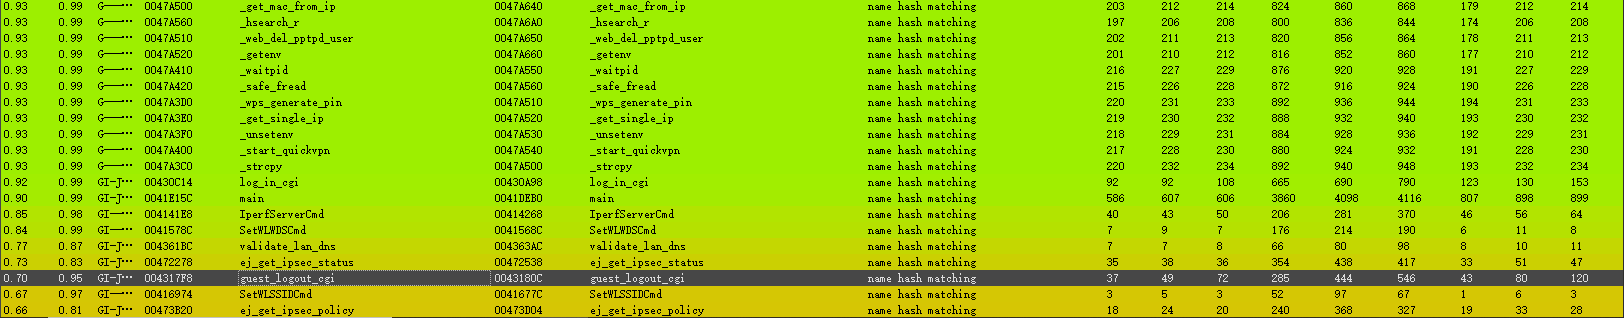 0.93 0.99 G——··· 0047A500 _get_mac_from_ip 0047A640 _get_mac_from_ip name hash matching 203 212 214 824 860 868 179 212 214
0.93 0.99 G——··· 0047A560 _hsearch_r 0047A6A0 _hsearch_r name hash matching 197 206 208 800 836 844 174 206 208
0.93 0.99 G——··· 0047A510 _web_del_pptpd_user 0047A650 _web_del_pptpd_user name hash matching 202 211 213 820 856 864 178 211 213
0.93 0.99 G——··· 0047A520 _getenv 0047A660 _getenv name hash matching 201 210 212 816 852 860 177 210 212
0.93 0.99 G——··· 0047A410 _waitpid 0047A550 _waitpid name hash matching 216 227 229 876 920 928 191 227 229
0.93 0.99 G——··· 0047A420 _safe_fread 0047A560 _safe_fread name hash matching 215 226 228 872 916 924 190 226 228
0.93 0.99 G——··· 0047A3D0 _wps_generate_pin 0047A510 _wps_generate_pin name hash matching 220 231 233 892 936 944 194 231 233
0.93 0.99 G——··· 0047A3E0 _get_single_ip 0047A520 _get_single_ip name hash matching 219 230 232 888 932 940 193 230 232
0.93 0.99 G——··· 0047A3F0 _unsetenv 0047A530 _unsetenv name hash matching 218 229 231 884 928 936 192 229 231
0.93 0.99 G——··· 0047A400 _start_quickvpn 0047A540 _start_quickvpn name hash matching 217 228 230 880 924 932 191 228 230
0.93 0.99 G——··· 0047A3C0 _strcpy 0047A500 _strcpy name hash matching 220 232 234 892 940 948 193 232 234
0.92 0.99 GI-J··· 00430C14 log_in_cgi 00430A98 log_in_cgi name hash matching 92 92 108 665 690 790 123 130 153
0.90 0.99 GI-J··· 0041E15C main 0041DEB0 main name hash matching 586 607 606 3860 4098 4116 807 898 899
0.85 0.98 GI—··· 004141E8 IperfServerCmd 00414268 IperfServerCmd name hash matching 40 43 50 206 281 370 46 56 64
0.84 0.99 GI—··· 0041578C SetWLWDSCmd 0041568C SetWLWDSCmd name hash matching 7 9 7 176 214 190 6 11 8
0.77 0.87 GI-J··· 004361BC validate_lan_dns 004363AC validate_lan_dns name hash matching 7 7 8 66 80 98 8 10 11
0.73 0.83 GI-J··· 00472278 ej_get_ipsec_status 00472538 ej_get_ipsec_status name hash matching 35 38 36 354 438 417 33 51 47
0.70 0.95 GI-J··· 004317F8 guest_logout_cgi 0043180C guest_logout_cgi name hash matching 37 49 72 285 444 546 43 80 120
0.67 0.97 GI—··· 00416974 SetWLSSIDCmd 0041677C SetWLSSIDCmd name hash matching 3 5 3 52 97 67 1 6 3
0.66 0.81 GI-J··· 00473B20 ej_get_ipsec_policy 00473D04 ej_get_ipsec_policy name hash matching 18 24 20 240 368 327 19 33 28